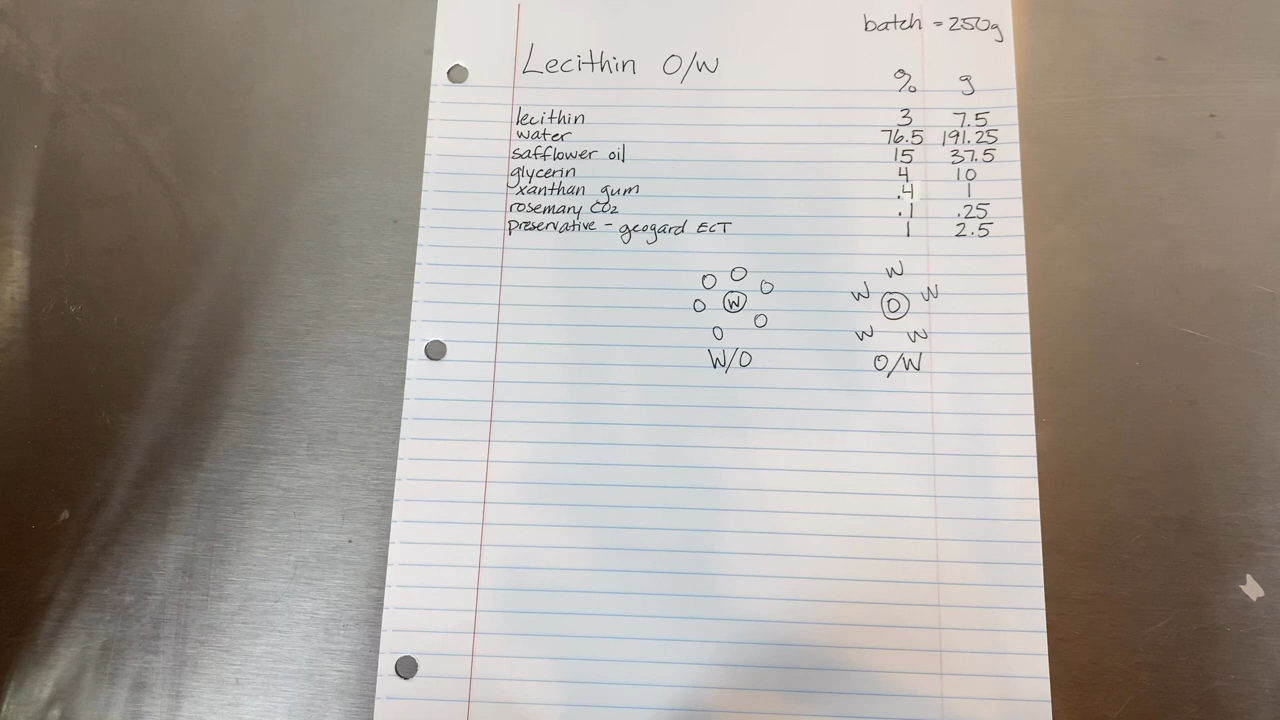 batch = 250g
Lecithin O/W
% g
lecithin 3 7.5
water 76.5 191.25
safflower oil 15 37.5
glycerin 4 10
xanthan gum .4 1
rosemary CO₂ .1 .25
preservative - geogard ECT 1 2.5
O O O O W O O
W W W O W W
W/O O/W